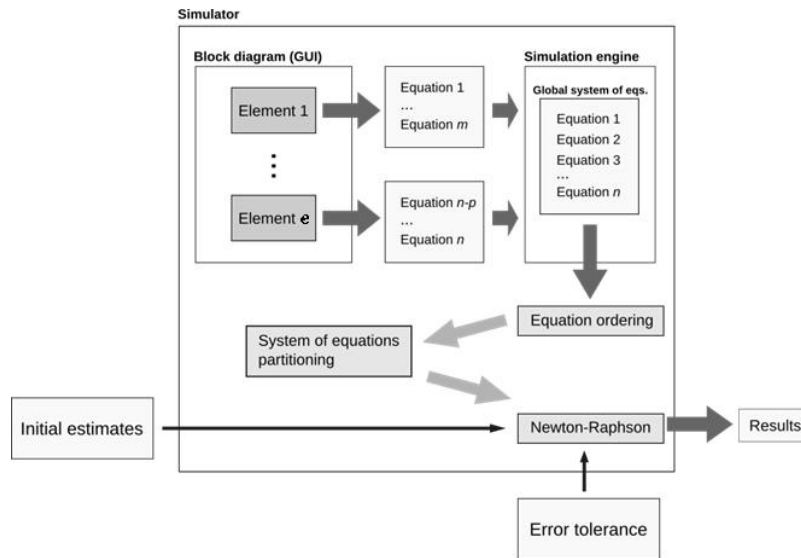 Simulator
Block diagram (GUI)
Element 1
Element e
Equation 1
...
Equation m
Equation n-p
...
Equation n
Simulation engine
Global system of eqs.
Equation 1
Equation 2
Equation 3
...
Equation n
Equation ordering
System of equations
partitioning
Initial estimates
Newton-Raphson
Results
Error tolerance